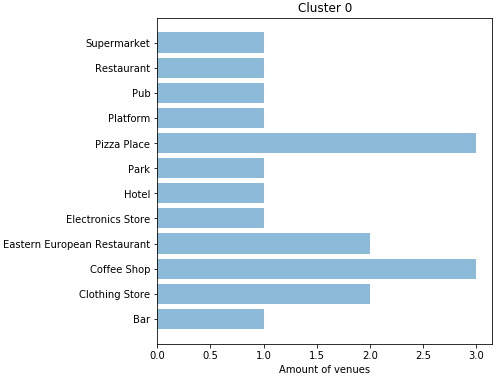 Cluster 0
Supermarket
Restaurant
Pub
Platform
Pizza Place
Park
Hotel
Electronics Store
Eastern European Restaurant
Coffee Shop
Clothing Store
Bar
0.0 0.5 1.0 1.5 2.0 2.5 3.0
Amount of venues